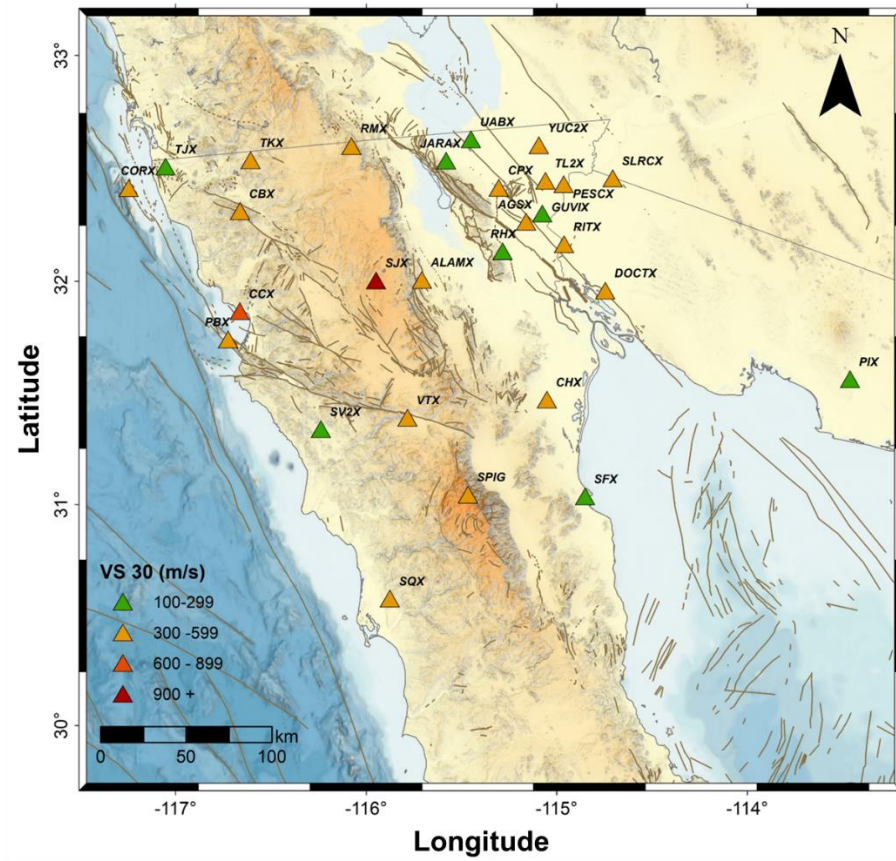 33°
N
UABX
YUC2X
TJX
TKX
RMX
JARAX
CPX
TL2X
SLRCX
CORX
CBX
AGSX
PESCX
GUVIX
RHX
RITX
32°
SJX
ALAMX
DOCTX
CCX
PBX
PIX
Latitude
SV2X
VTX
CHX
31°
SPIG
SFX
VS 30 (m/s)
100-299
300 -599
600 - 899
900 +
SQX
30°
km
0 50 100
-117° -116° -115° -114°
Longitude